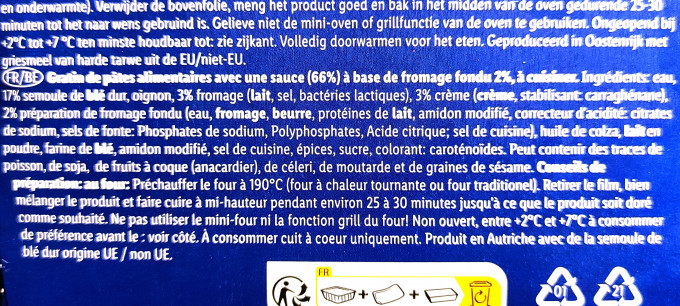 en onderwarmte). Verwijder de bovenfolie, meng het product goed en bak in het midden van de oven gedurende 25-30
minuten tot het naar wens gebruind is. Gelieve niet de mini-oven of grillfunctie van de oven te gebruiken. Ongeopend bij
+2°C tot +7 °C ten minste houdbaar tot: zie zijkant. Volledig doorwarmen voor het eten. Geproduceerd in Oostenrijk met
griesmeel van harde tarwe uit de EU/niet-EU.
FR/BE Gratin de pâtes alimentaires avec une sauce (66%) à base de fromage fondu 2%, à cuisiner. Ingrédients: eau,
17% semoule de blé dur, oignon, 3% fromage (lait, sel, bactéries lactiques), 3% crème (crème, stabilisant: carraghénane),
2% préparation de fromage fondu (eau, fromage, beurre, protéines de lait, amidon modifié, correcteur d'acidité: citrates
de sodium, sels de fonte: Phosphates de sodium, Polyphosphates, Acide citrique; sel de cuisine), huile de colza, lait en
poudre, farine de blé, amidon modifié, sel de cuisine, épices, sucre, colorant: caroténoïdes. Peut contenir des traces de
poisson, de soja, de fruits à coque (anacardier), de céleri, de moutarde et de graines de sésame. Conseils de
préparation: au four: Préchauffer le four à 190°C (four à chaleur tournante ou four traditionel). Retirer le film, bien
mélanger le produit et faire cuire à mi-hauteur pendant environ 25 à 30 minutes jusqu'à ce que le produit soit doré
comme souhaité. Ne pas utiliser le mini-four ni la fonction grill du four! Non ouvert, entre +2°C et +7°C à consommer
de préférence avant le : voir côté. À consommer cuit à coeur uniquement. Produit en Autriche avec de la semoule de
blé dur origine UE / non UE.
FR
+ +
01 21